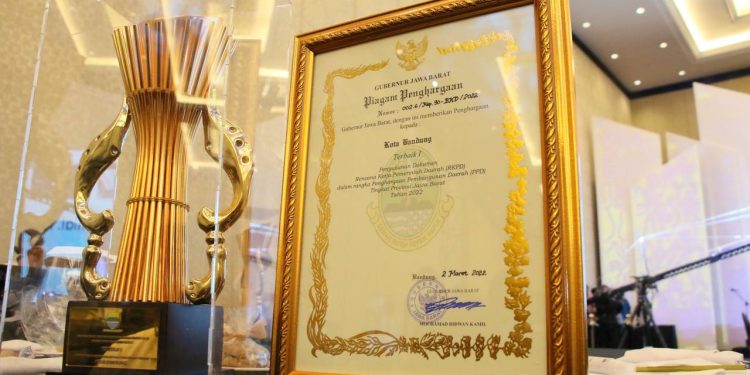 GUBERNUR JAWA BARAT
Piagam Penghargaan
Nomor :
Gubernur Jawa Barat, dengan ini memberikan Penghargaan
kepada
Kota Bandung
Terbaik I
Penyusunan Dokumen
Rencana Kerja Pemerintah Daerah (RKPD)
dalam rangka Penghargaan Pembangunan Daerah (PPD)
Tingkat Provinsi Jawa Barat
Tahun 2022
Bandung, 2 Maret 2022
GUBERNUR JAWA BARAT
MOCHAMAD RIDWAN KAMIL